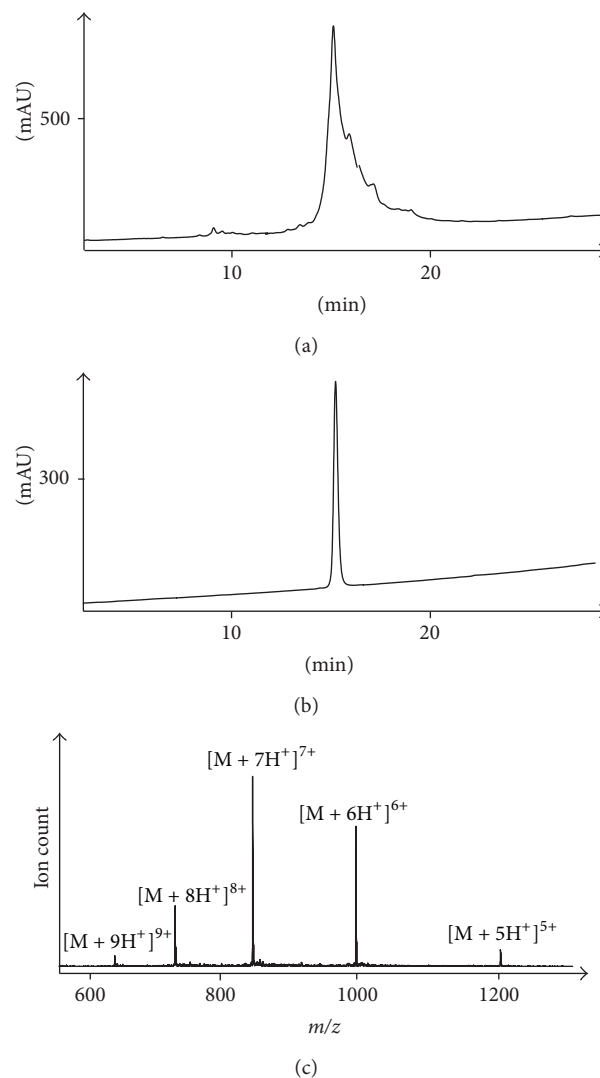 (mAU)
500
10 20
(min)
(a)
(mAU)
300
10 20
(min)
(b)
Ion count
[M + 7H⁺]⁷⁺
[M + 6H⁺]⁶⁺
[M + 8H⁺]⁸⁺
[M + 9H⁺]⁹⁺
[M + 5H⁺]⁵⁺
600 800 1000 1200
m/z
(c)